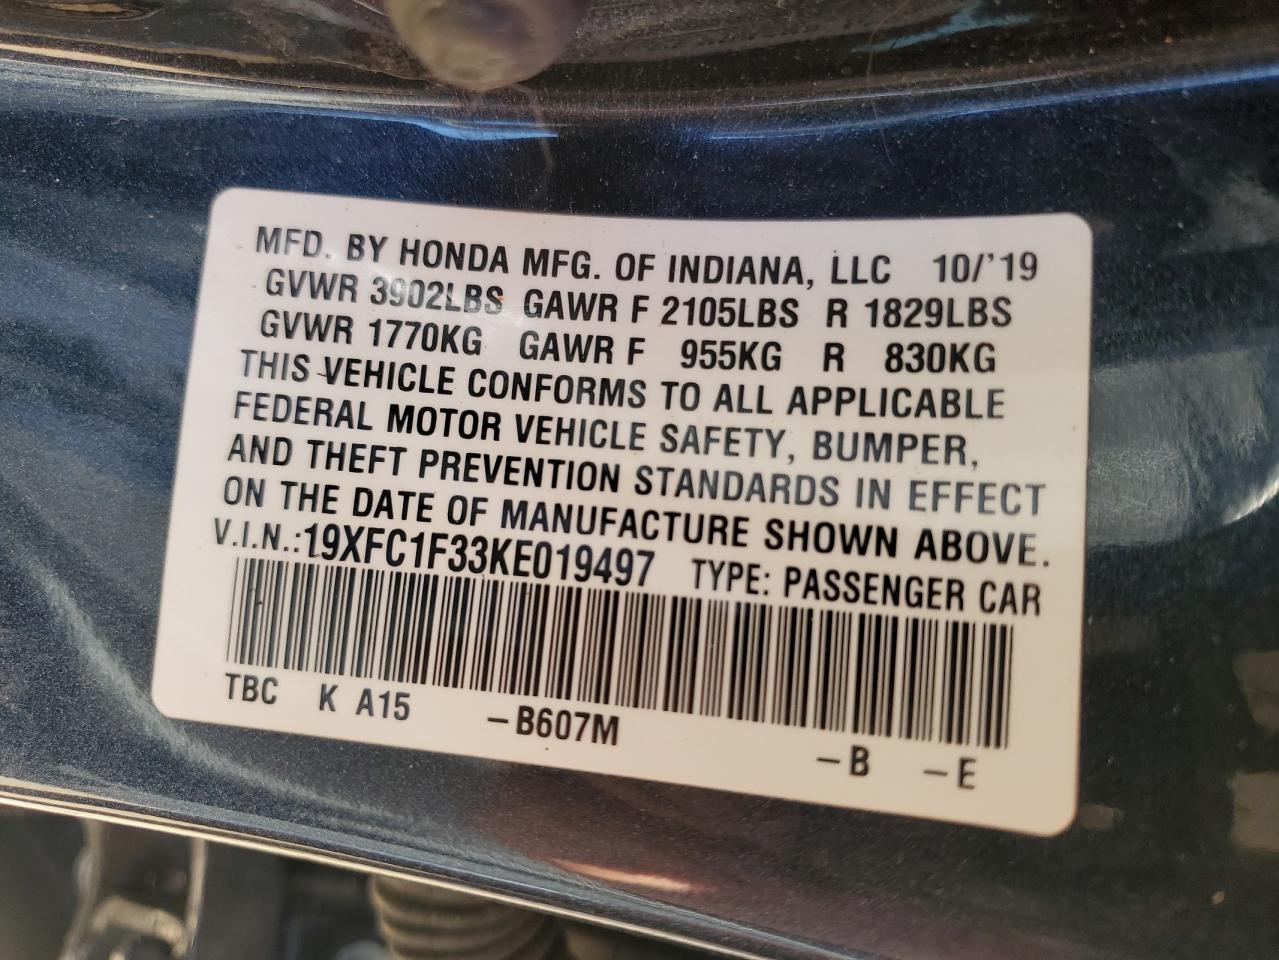 MFD. BY HONDA MFG. OF INDIANA, LLC 10/'19
GVWR 3902LBS GAWR F 2105LBS R 1829LBS
GVWR 1770KG GAWR F 955KG R 830KG
THIS VEHICLE CONFORMS TO ALL APPLICABLE
FEDERAL MOTOR VEHICLE SAFETY, BUMPER,
AND THEFT PREVENTION STANDARDS IN EFFECT
ON THE DATE OF MANUFACTURE SHOWN ABOVE.
V.I.N.:19XFC1F33KE019497 TYPE: PASSENGER CAR
TBC K A15 -B607M -B -E